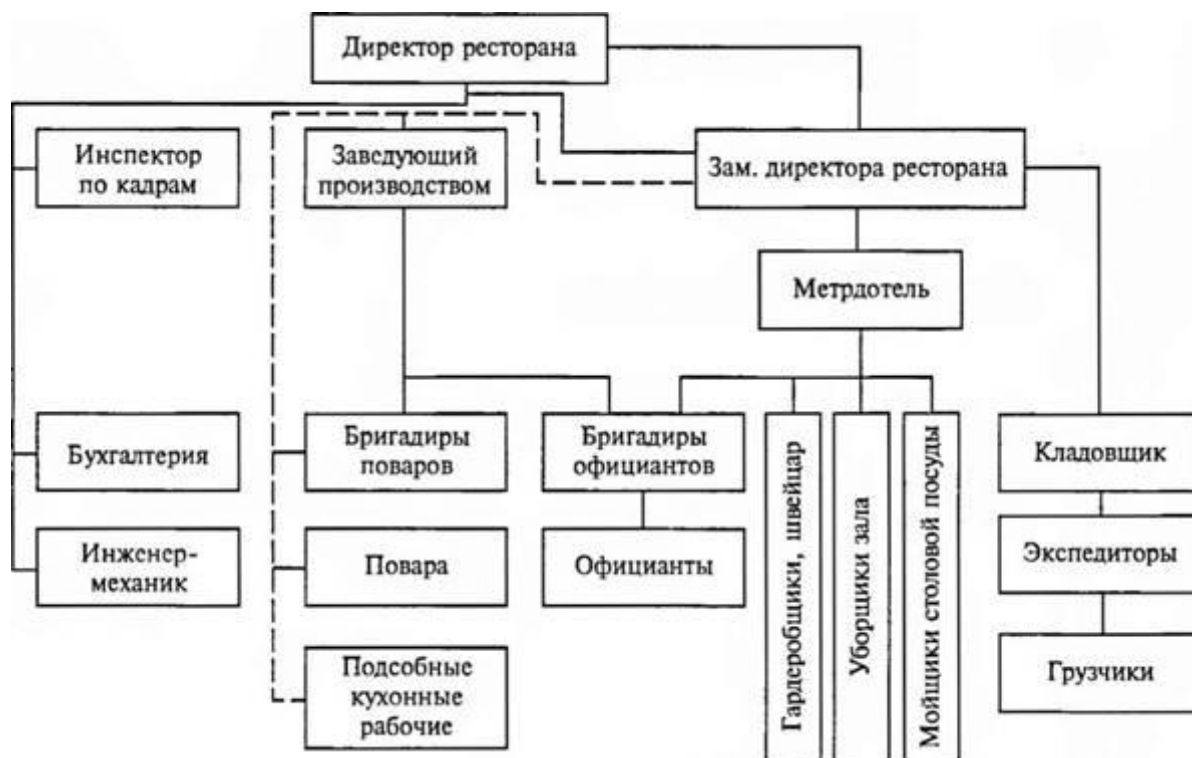 Директор ресторана
Инспектор
по кадрам
Заведующий
производством
Зам. директора ресторана
Метрдотель
Бухгалтерия
Бригадиры
поваров
Бригадиры
официантов
Гардеробщики, швейцар
Уборщики зала
Мойщики столовой посуды
Кладовщик
Инженер-
механик
Повара
Официанты
Экспедиторы
Подсобные
кухонные
рабочие
Грузчики